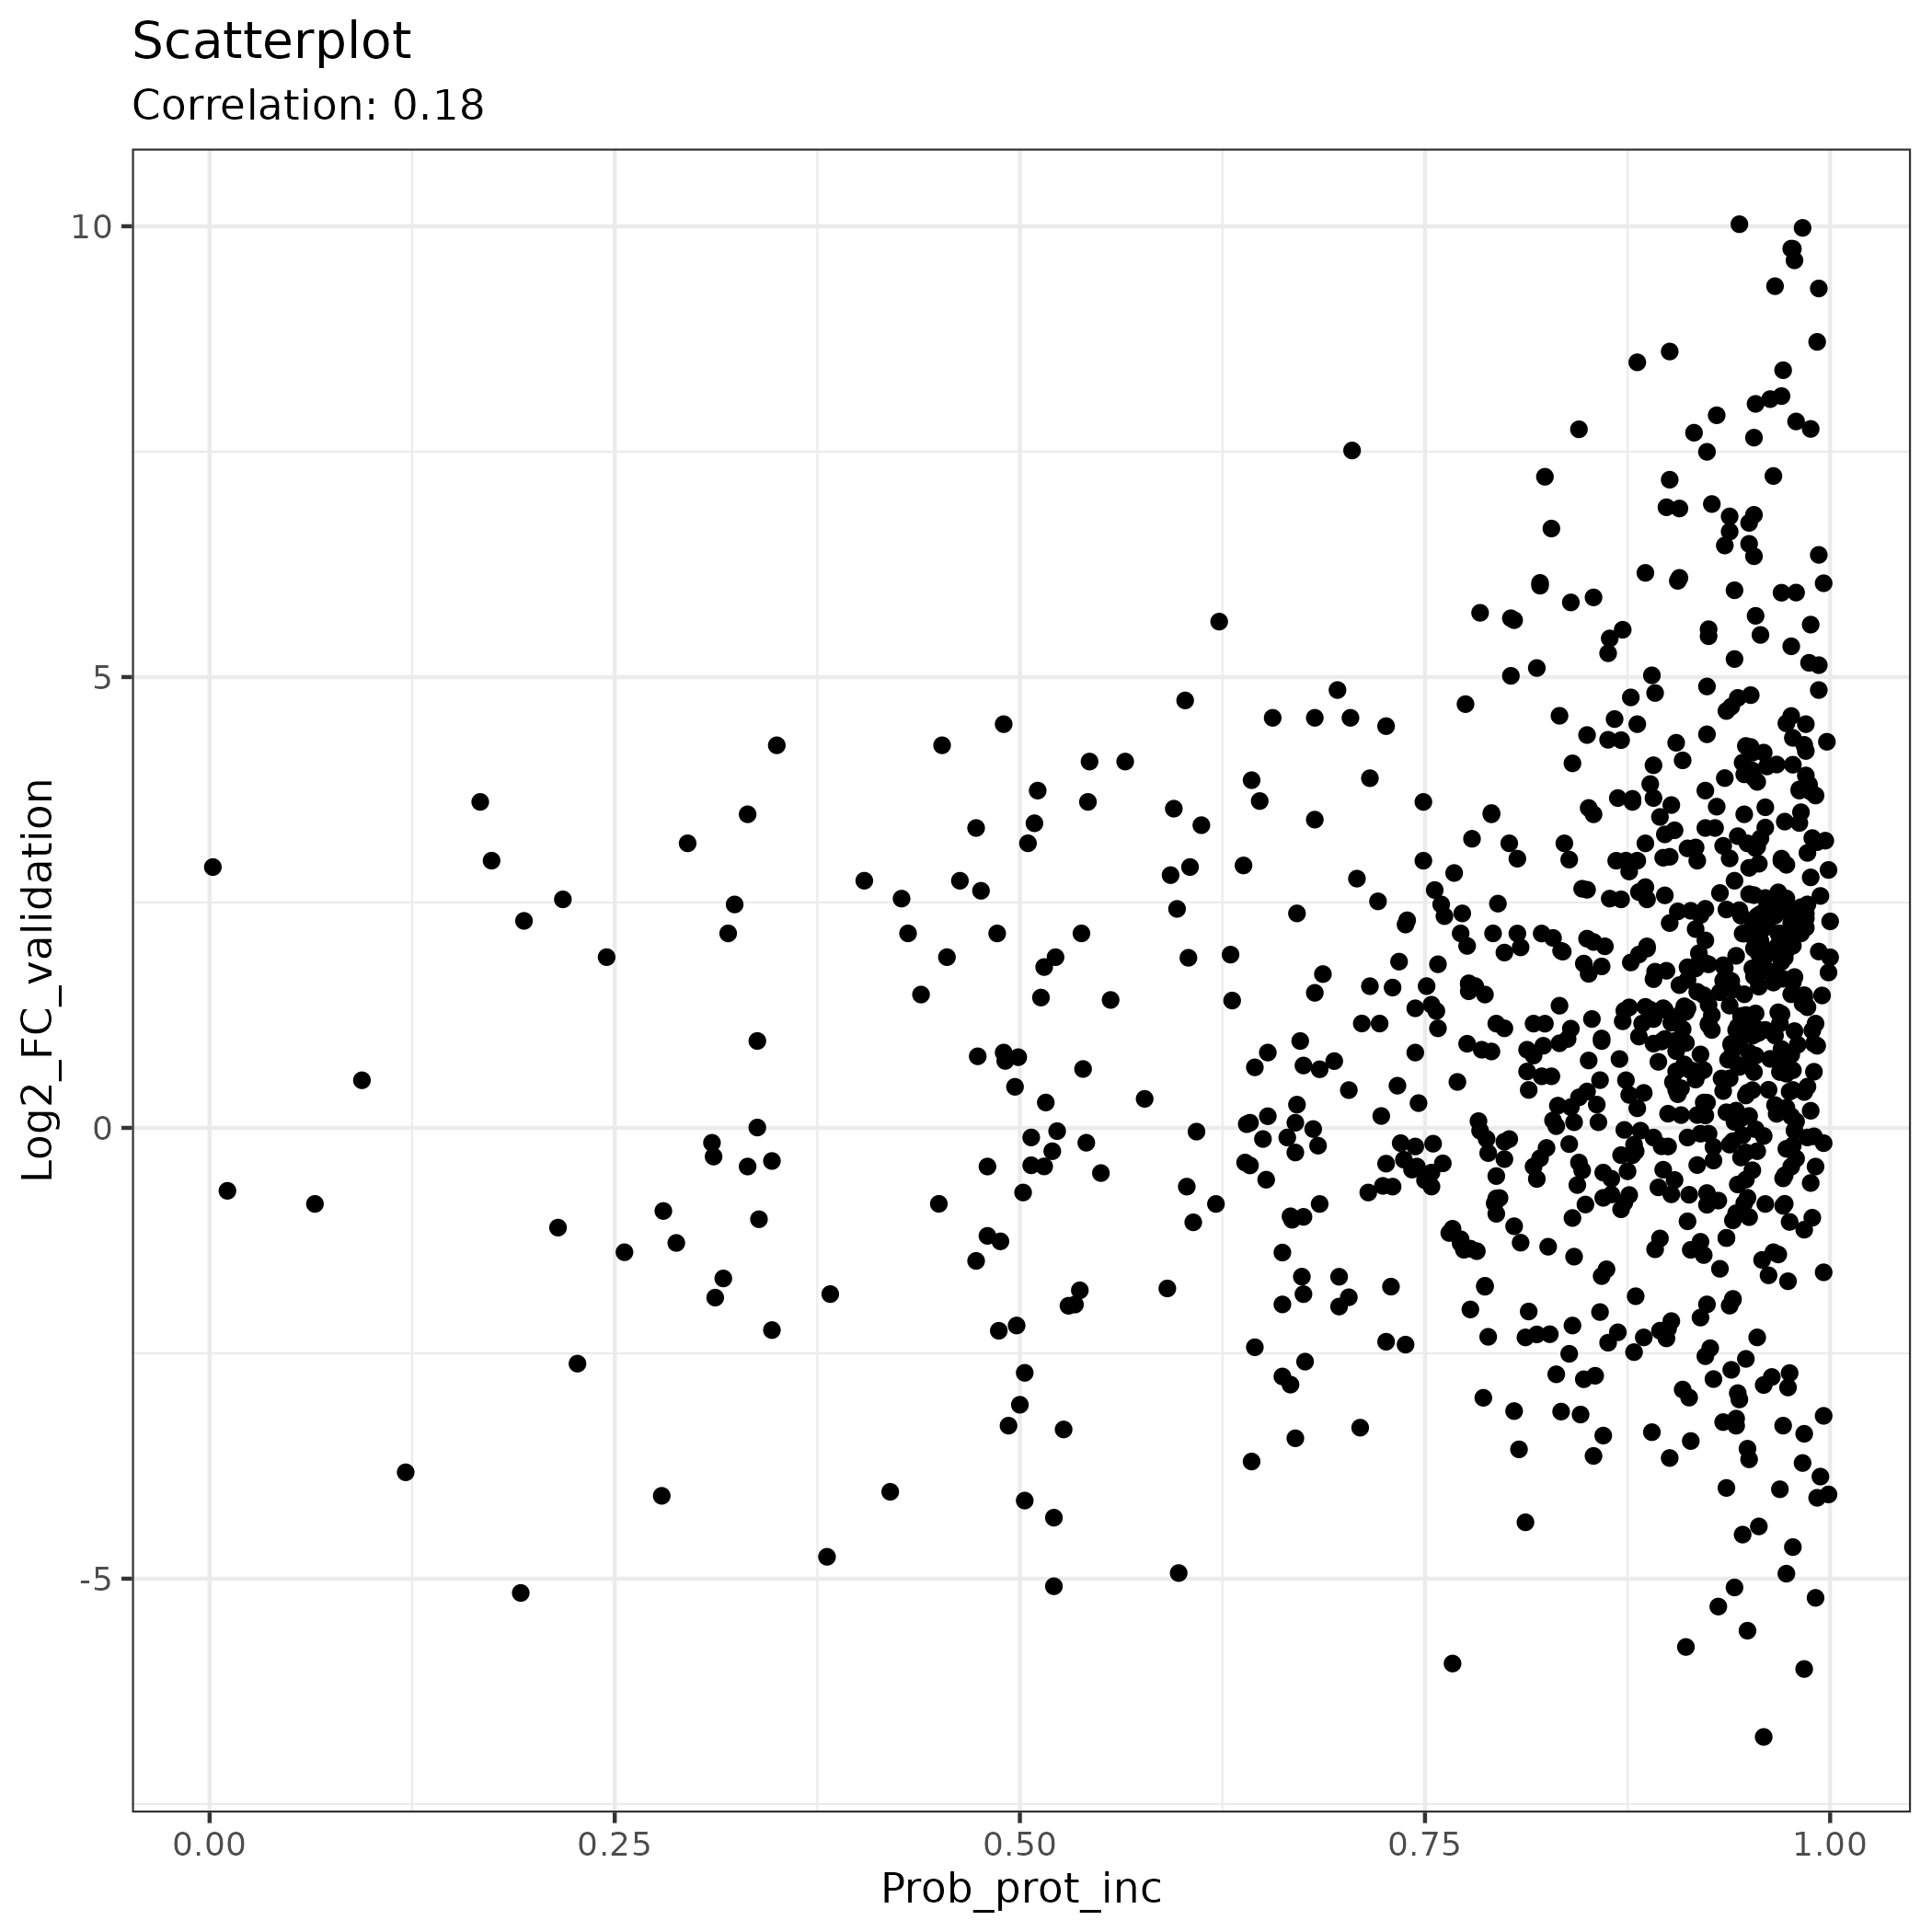 Scatterplot
Correlation: 0.18
10
5
0
-5
Log2_FC_validation
0.00 0.25 0.50 0.75 1.00
Prob_prot_inc